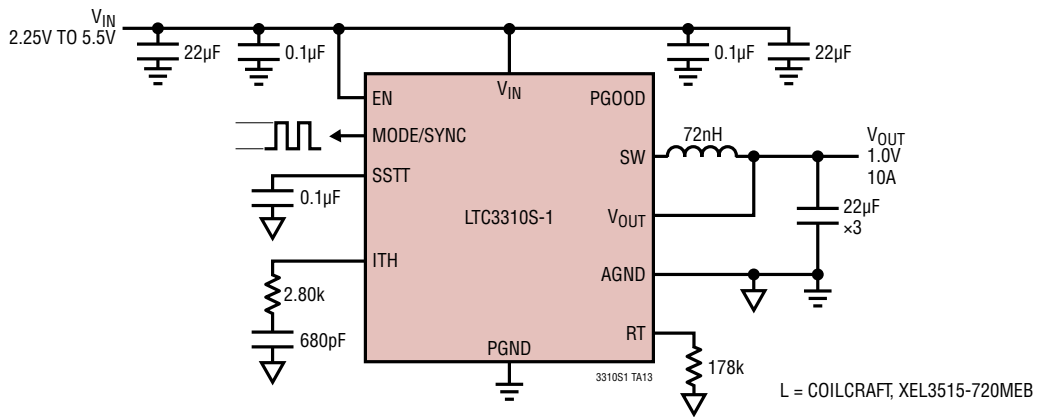 VIN
2.25V TO 5.5V
22µF
0.1µF
0.1µF
22µF
EN
VIN
PGOOD
MODE/SYNC
72nH
VOUT
1.0V
10A
SW
SSTT
0.1µF
LTC3310S-1
VOUT
22µF
×3
ITH
AGND
2.80k
680pF
RT
PGND
178k
3310S1 TA13
L = COILCRAFT, XEL3515-720MEB